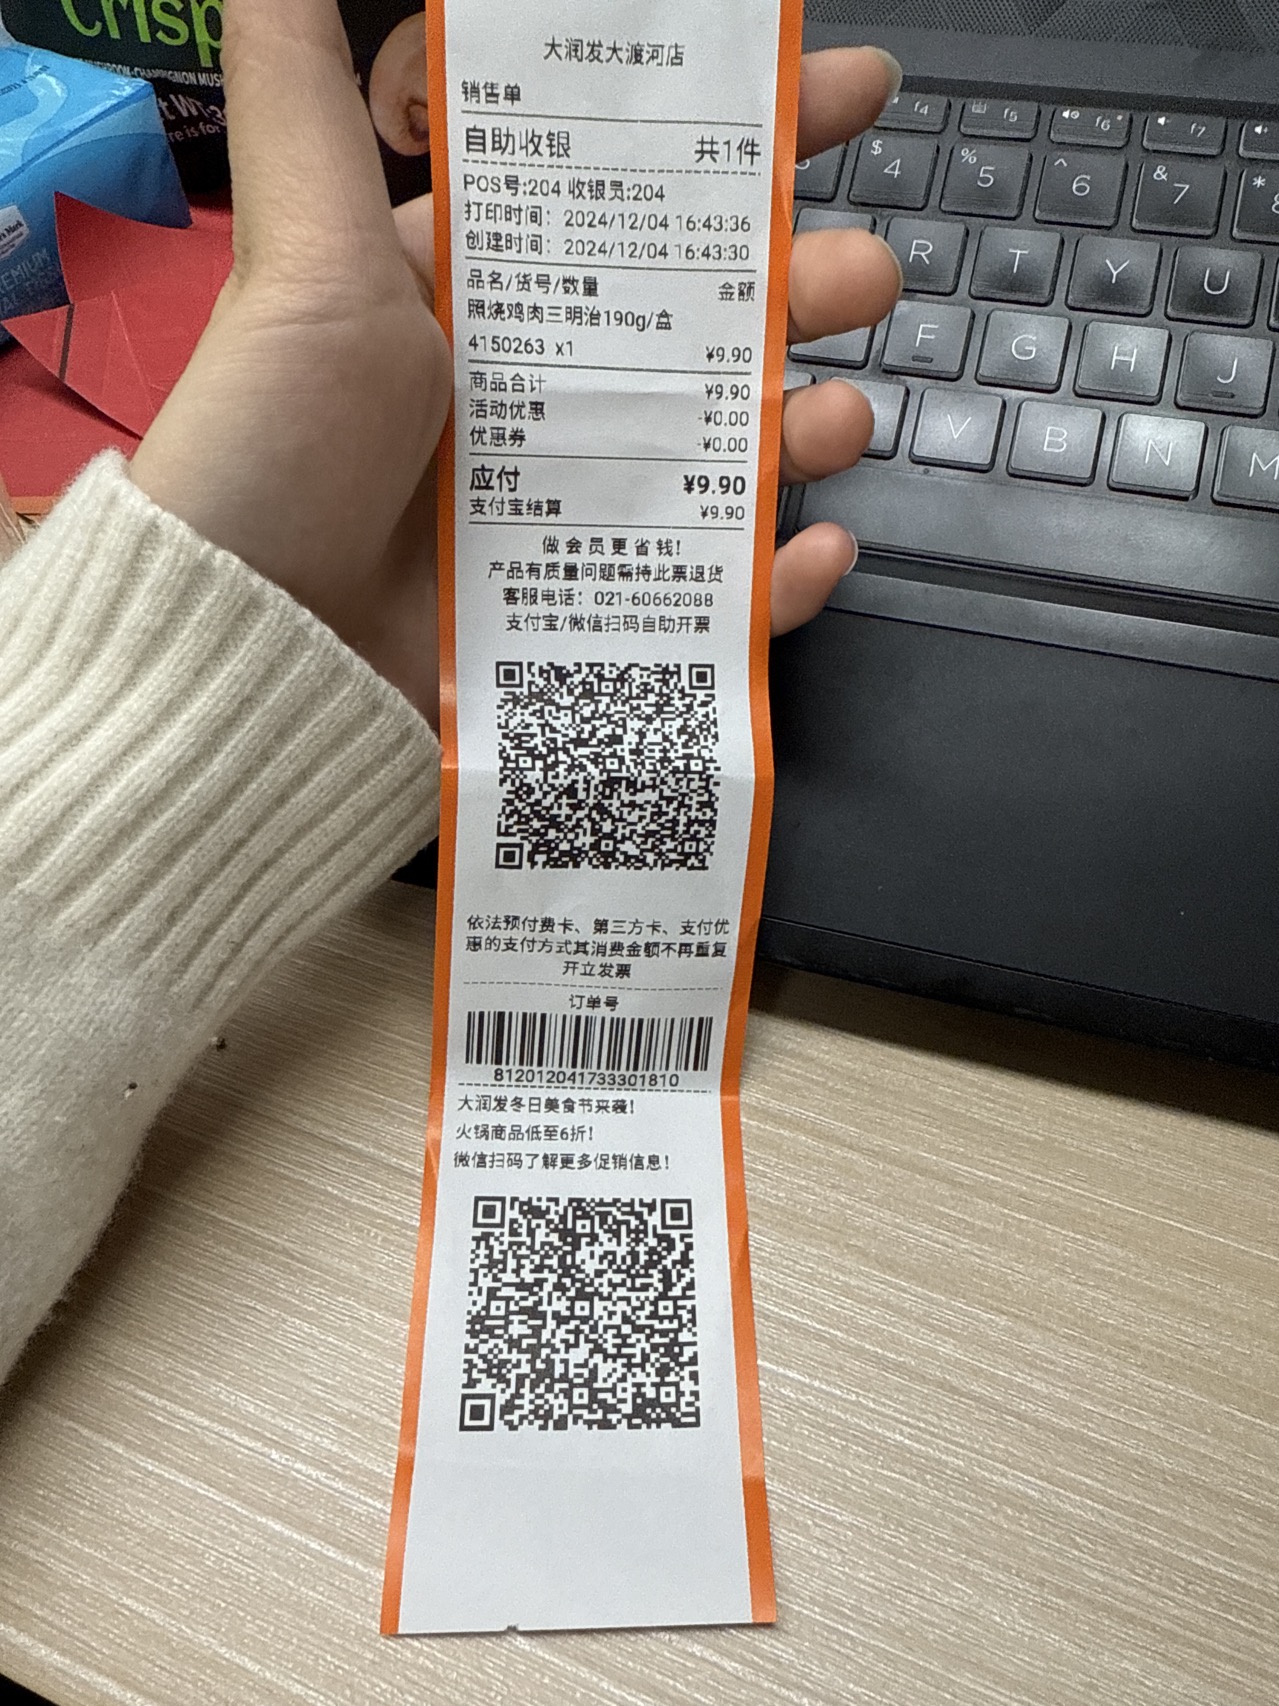 Crisp
大润发大渡河店
销售单
自助收银 共1件
POS号:204 收银员:204
打印时间: 2024/12/04 16:43:36
创建时间: 2024/12/04 16:43:30
品名/货号/数量 金额
照烧鸡肉三明治190g/盒
4150263 x1 ¥9.90
商品合计 ¥9.90
活动优惠 -¥0.00
优惠券 -¥0.00
应付 ¥9.90
支付宝结算 ¥9.90
做会员更省钱!
产品有质量问题需持此票退货
客服电话: 021-60662088
支付宝/微信扫码自助开票
依法预付费卡、第三方卡、支付优
惠的支付方式其消费金额不再重复
开立发票
订单号
812012041733301810
大润发冬日美食节来袭!
火锅商品低至6折!
微信扫码了解更多促销信息!
f4 f5 f6 f7
$ 4 % 5 ^ 6 & 7 *
R T Y U
F G H J
V B N M